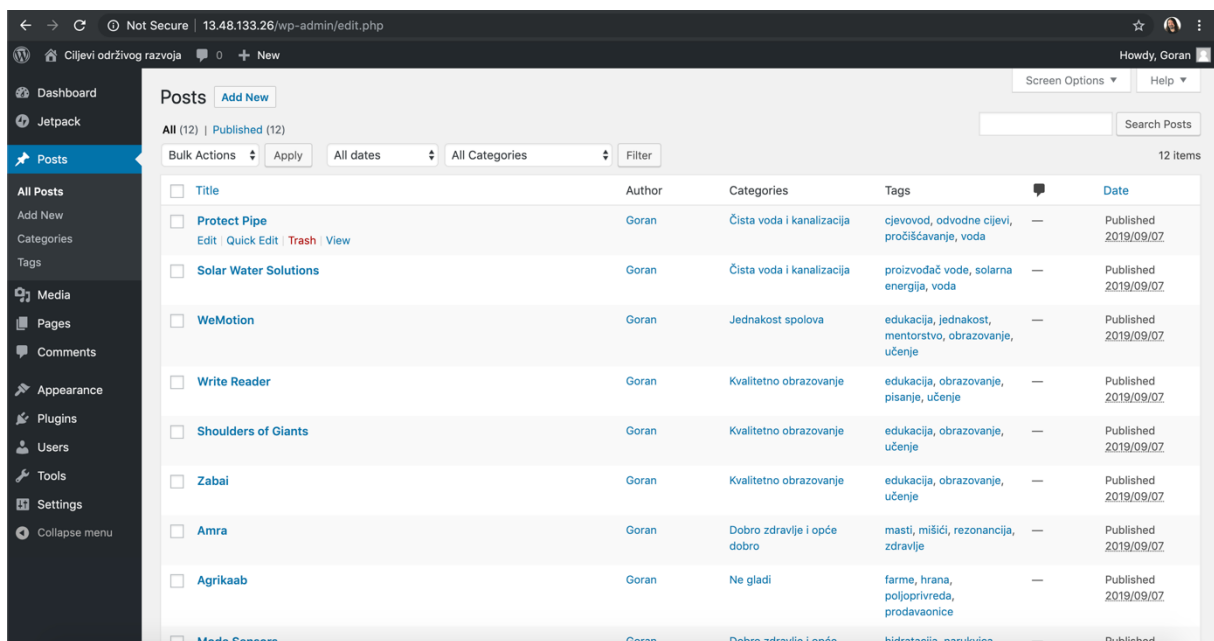 Not Secure | 13.48.133.26/wp-admin/edit.php
Ciljevi održivog razvoja 0 + New Howdy, Goran
Screen Options ▼ Help ▼
Dashboard
Jetpack
Posts
All Posts
Add New
Categories
Tags
Media
Pages
Comments
Appearance
Plugins
Users
Tools
Settings
Collapse menu
Posts Add New
All (12) | Published (12)
Search Posts
Bulk Actions Apply All dates All Categories Filter 12 items
Title Author Categories Tags Date
Protect Pipe Goran Čista voda i kanalizacija cjevovod, odvodne cijevi, — Published
Edit | Quick Edit | Trash | View pročišćavanje, voda 2019/09/07
Solar Water Solutions Goran Čista voda i kanalizacija proizvođač vode, solarna — Published
energija, voda 2019/09/07
WeMotion Goran Jednakost spolova edukacija, jednakost, — Published
mentorstvo, obrazovanje, 2019/09/07
učenje
Write Reader Goran Kvalitetno obrazovanje edukacija, obrazovanje, — Published
pisanje, učenje 2019/09/07
Shoulders of Giants Goran Kvalitetno obrazovanje edukacija, obrazovanje, — Published
učenje 2019/09/07
Zabai Goran Kvalitetno obrazovanje edukacija, obrazovanje, — Published
učenje 2019/09/07
Amra Goran Dobro zdravlje i opće masti, mišići, rezonancija, — Published
dobro zdravlje 2019/09/07
Agrikaab Goran Ne gladi farme, hrana, — Published
poljoprivreda, 2019/09/07
prodavaonice
Goran Dobro zdravlje i opće hidratacija, narukvica, Published